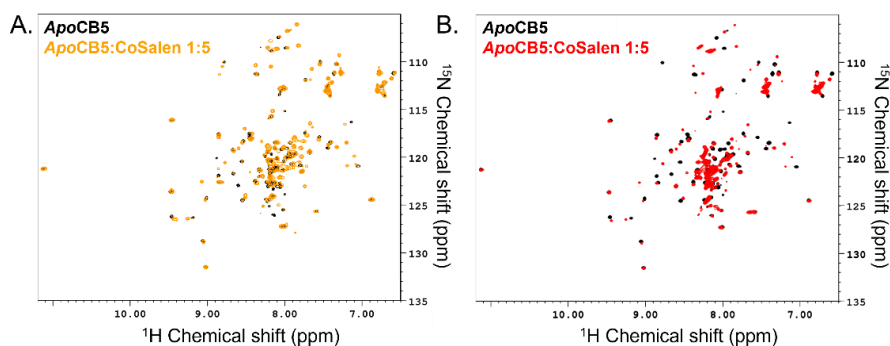 A.
ApoCB5
ApoCB5:CoSalen 1:5
110
115
120
125
130
135
10.00
9.00
8.00
7.00
¹H Chemical shift (ppm)
¹⁵N Chemical shift (ppm)
B.
ApoCB5
ApoCB5:CoSalen 1:5
110
115
120
125
130
135
10.00
9.00
8.00
7.00
¹H Chemical shift (ppm)
¹⁵N Chemical shift (ppm)